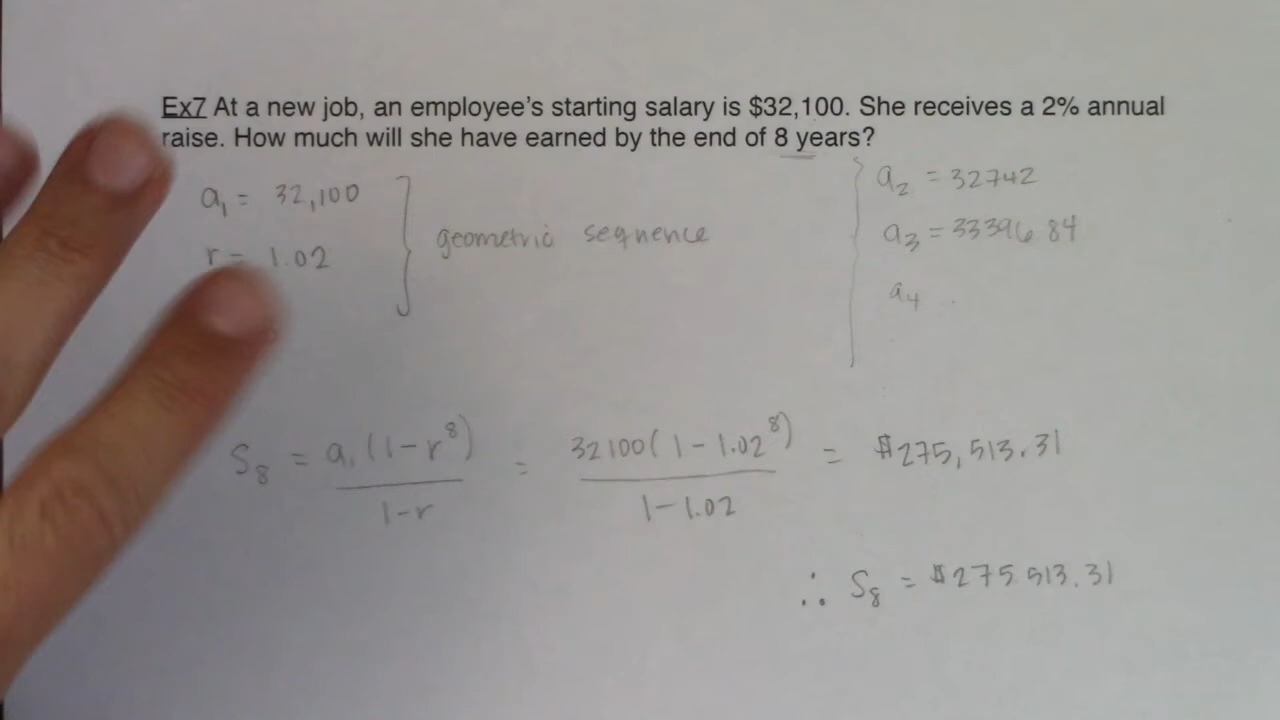 Ex7 At a new job, an employee's starting salary is $32,100. She receives a 2% annual
raise. How much will she have earned by the end of 8 years?
a₁ = 32,100
r = 1.02
geometric sequence
a₂ = 32742
a₃ = 33396.84
a₄
S₈ = a₁(1-r⁸) / 1-r = 32100(1-1.02⁸) / 1-1.02 = $275,513.31
∴ S₈ = $275 513.31